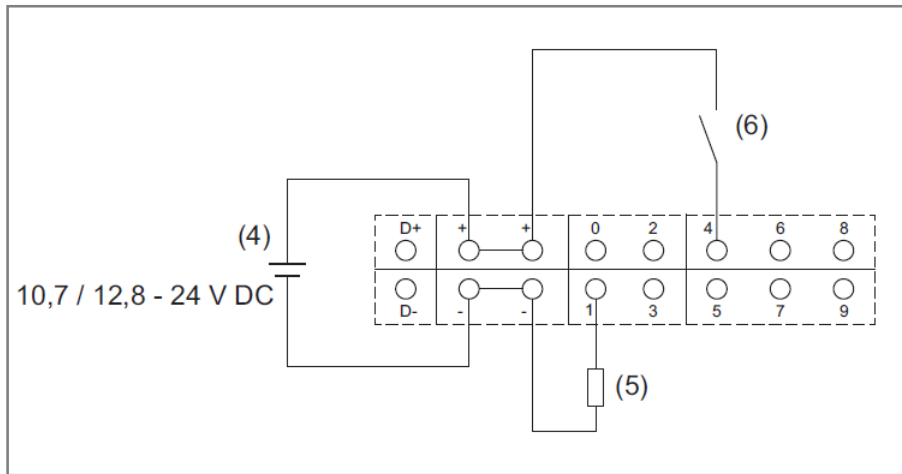 (6)
(4)
10,7 / 12,8 - 24 V DC
D+ + + 0 2 4 6 8
D- - - 1 3 5 7 9
(5)